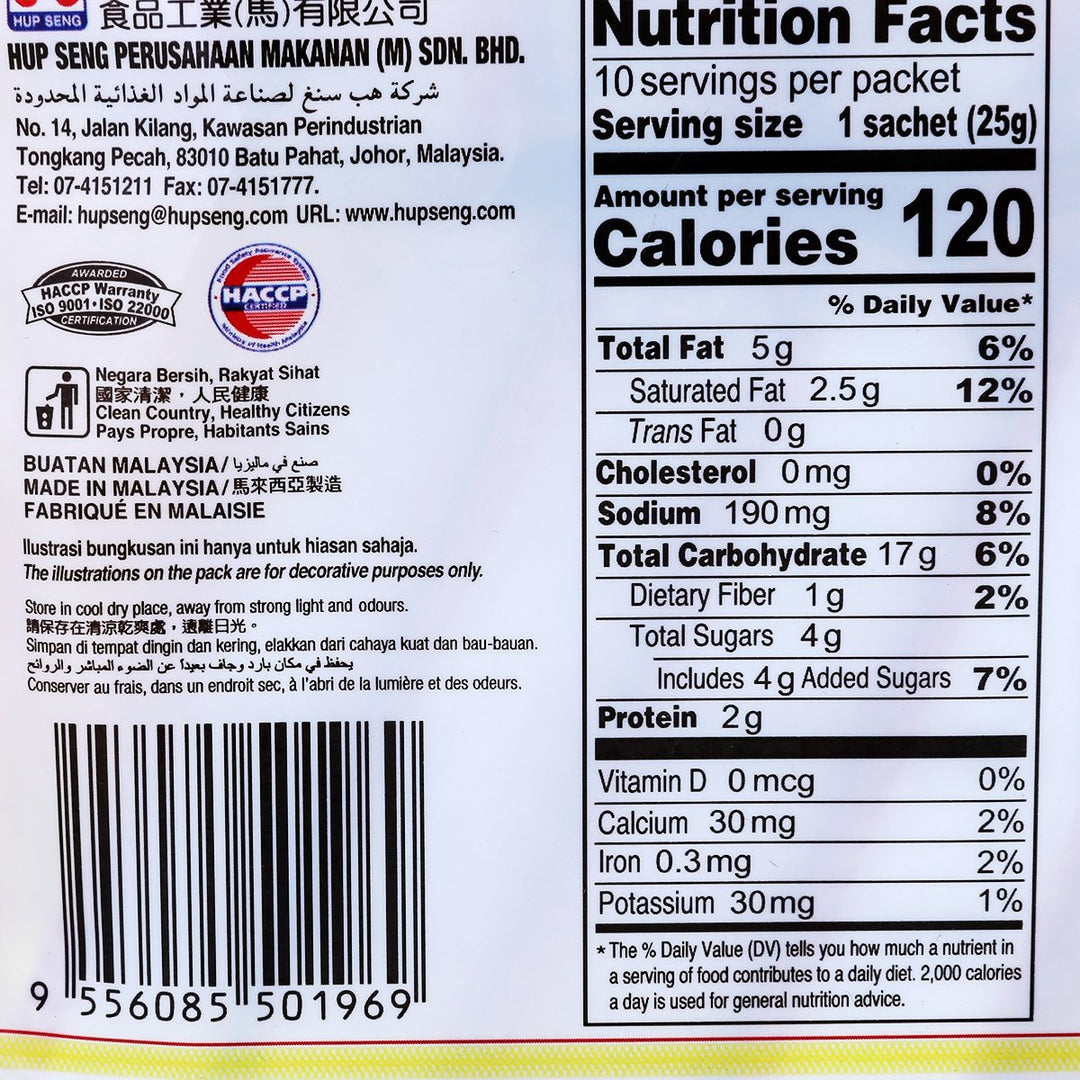 HUP SENG
食品工業(馬)有限公司
HUP SENG PERUSAHAAN MAKANAN (M) SDN. BHD.
شركة هب سنغ لصناعة المواد الغذائية المحدودة
No. 14, Jalan Kilang, Kawasan Perindustrian
Tongkang Pecah, 83010 Batu Pahat, Johor, Malaysia.
Tel: 07-4151211 Fax: 07-4151777.
E-mail: hupseng@hupseng.com URL: www.hupseng.com
AWARDED
HACCP Warranty
ISO 9001•ISO 22000
CERTIFICATION
Food Safety Assurance System
HACCP
CERTIFIED
Ministry of Health Malaysia
Negara Bersih, Rakyat Sihat
國家清潔，人民健康
Clean Country, Healthy Citizens
Pays Propre, Habitants Sains
BUATAN MALAYSIA/ صنع في ماليزيا
MADE IN MALAYSIA/馬來西亞製造
FABRIQUÉ EN MALAISIE
Ilustrasi bungkusan ini hanya untuk hiasan sahaja.
The illustrations on the pack are for decorative purposes only.
Store in cool dry place, away from strong light and odours.
請保存在清涼乾爽處，遠離日光。
Simpan di tempat dingin dan kering, elakkan dari cahaya kuat dan bau-bauan.
يحفظ في مكان بارد وجاف بعيداً عن الضوء المباشر والروائح
Conserver au frais, dans un endroit sec, à l'abri de la lumière et des odeurs.
9 556085 501969
Nutrition Facts
10 servings per packet
Serving size 1 sachet (25g)
Amount per serving
Calories 120
% Daily Value*
Total Fat 5g 6%
Saturated Fat 2.5g 12%
Trans Fat 0g
Cholesterol 0mg 0%
Sodium 190mg 8%
Total Carbohydrate 17g 6%
Dietary Fiber 1g 2%
Total Sugars 4g
Includes 4g Added Sugars 7%
Protein 2g
Vitamin D 0mcg 0%
Calcium 30mg 2%
Iron 0.3mg 2%
Potassium 30mg 1%
* The % Daily Value (DV) tells you how much a nutrient in
a serving of food contributes to a daily diet. 2,000 calories
a day is used for general nutrition advice.